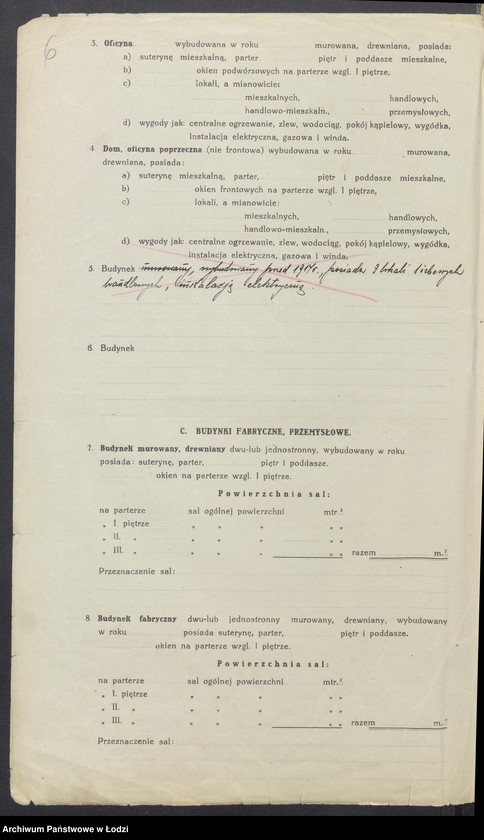 6
3. Oficyna wybudowana w roku murowana, drewniana, posiada:
a) suterynę mieszkalną, parter piętr i poddasze mieszkalne,
b) okien podwórzowych na parterze wzgl. I piętrze,
c) lokali, a mianowicie:
mieszkalnych, handlowych,
handlowo-mieszkaln., przemysłowych,
d) wygody jak: centralne ogrzewanie, zlew, wodociąg, pokój kąpielowy, wygódka,
instalacja elektryczna, gazowa i winda.
4 Dom, oficyna poprzeczna (nie frontowa) wybudowana w roku murowana,
drewniana, posiada:
a) suterynę mieszkalną, parter, piętr i poddasze mieszkalne,
b) okien frontowych na parterze wzgl. I piętrze,
c) lokali, a mianowicie:
mieszkalnych, handlowych,
handlowo-mieszkaln., przemysłowych.
d) wygody jak: centralne ogrzewanie, zlew, wodociąg, pokój kąpielowy, wygódka,
instalacja elektryczna, gazowa i winda.
5. Budynek murowany, wybudowany przed 1914r., posiada 3 lokali
handlowych, instalację elektryczną.
6. Budynek
C. BUDYNKI FABRYCZNE, PRZEMYSŁOWE.
7. Budynek murowany, drewniany dwu-lub jednostronny, wybudowany w roku
posiada: suterynę, parter, piętr i poddasze.
okien na parterze wzgl. I piętrze.
Powierzchnia sal:
na parterze sal ogólnej powierzchni mtr.²
„ I. piętrze „ „ „ „
„ II. „ „ „ „ „
„ III. „ „ „ „ „ razem m.²
Przeznaczenie sal:
8. Budynek fabryczny dwu-lub jednostronny murowany, drewniany, wybudowany
w roku posiada suterynę, parter, piętr i poddasze.
okien na parterze wzgl. I piętrze.
Powierzchnia sal:
na parterze sal ogólnej powierzchni mtr.²
„ I. piętrze „ „ „ „
„ II. „ „ „ „ „
„ III. „ „ „ „ „ razem m.²
Przeznaczenie sal:
Archiwum Państwowe w Łodzi